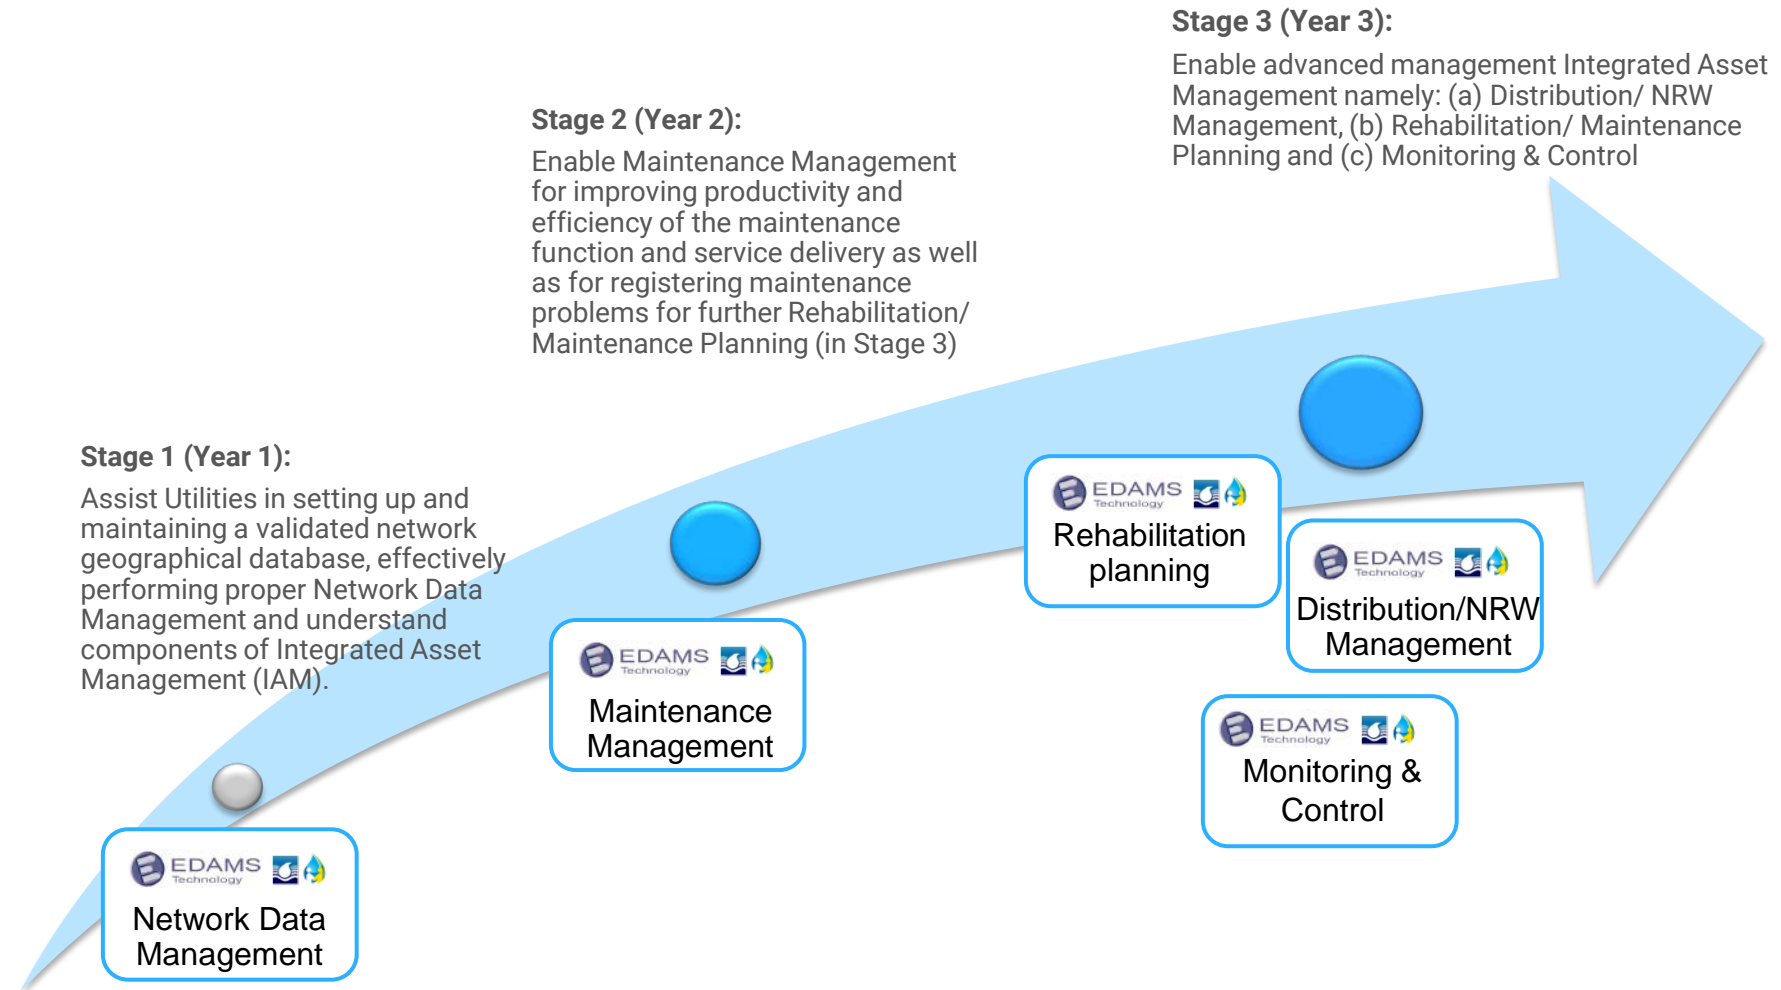 Stage 3 (Year 3):
Enable advanced management Integrated Asset
Management namely: (a) Distribution/ NRW
Management, (b) Rehabilitation/ Maintenance
Planning and (c) Monitoring & Control
Stage 2 (Year 2):
Enable Maintenance Management
for improving productivity and
efficiency of the maintenance
function and service delivery as well
as for registering maintenance
problems for further Rehabilitation/
Maintenance Planning (in Stage 3)
Stage 1 (Year 1):
Assist Utilities in setting up and
maintaining a validated network
geographical database, effectively
performing proper Network Data
Management and understand
components of Integrated Asset
Management (IAM).
EDAMS
Technology
Rehabilitation
planning
EDAMS
Technology
Distribution/NRW
Management
EDAMS
Technology
Maintenance
Management
EDAMS
Technology
Monitoring &
Control
EDAMS
Technology
Network Data
Management